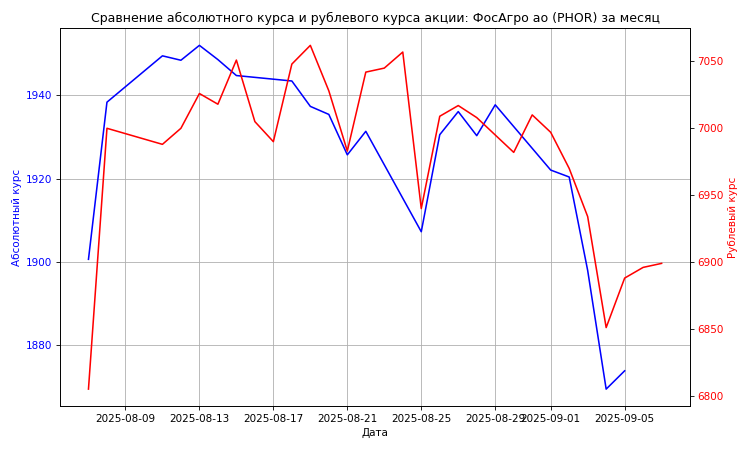 Сравнение абсолютного курса и рублевого курса акции: ФосАгро ао (PHOR) за месяц
Абсолютный курс
1940
1920
1900
1880
7050
7000
6950
6900
6850
6800
Рублевый курс
2025-08-09 2025-08-13 2025-08-17 2025-08-21 2025-08-25 2025-08-29 2025-09-01 2025-09-05
Дата